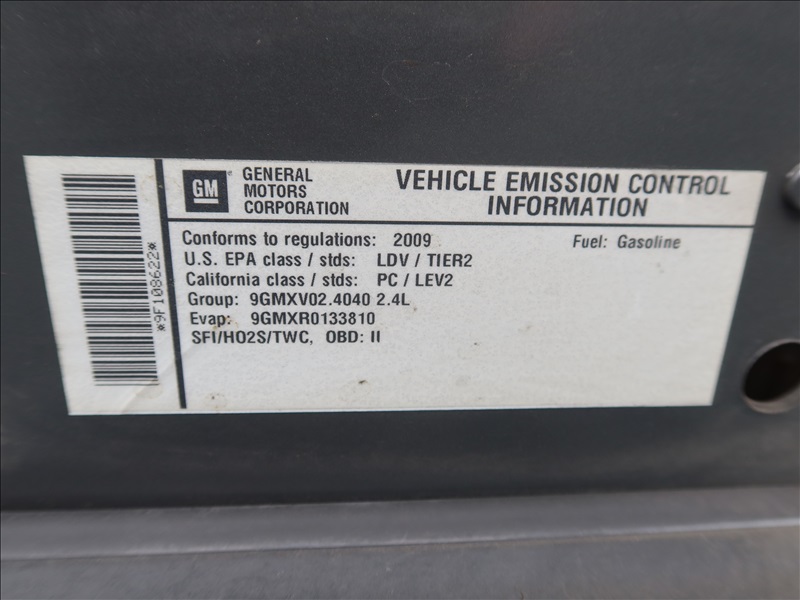 GM
GENERAL
MOTORS
CORPORATION
VEHICLE EMISSION CONTROL
INFORMATION
Conforms to regulations: 2009
Fuel: Gasoline
U.S. EPA class / stds: LDV / TIER2
California class / stds: PC / LEV2
Group: 9GMXV02.4040 2.4L
Evap: 9GMXR0133810
SFI/HO2S/TWC, OBD: II
*9F108622*